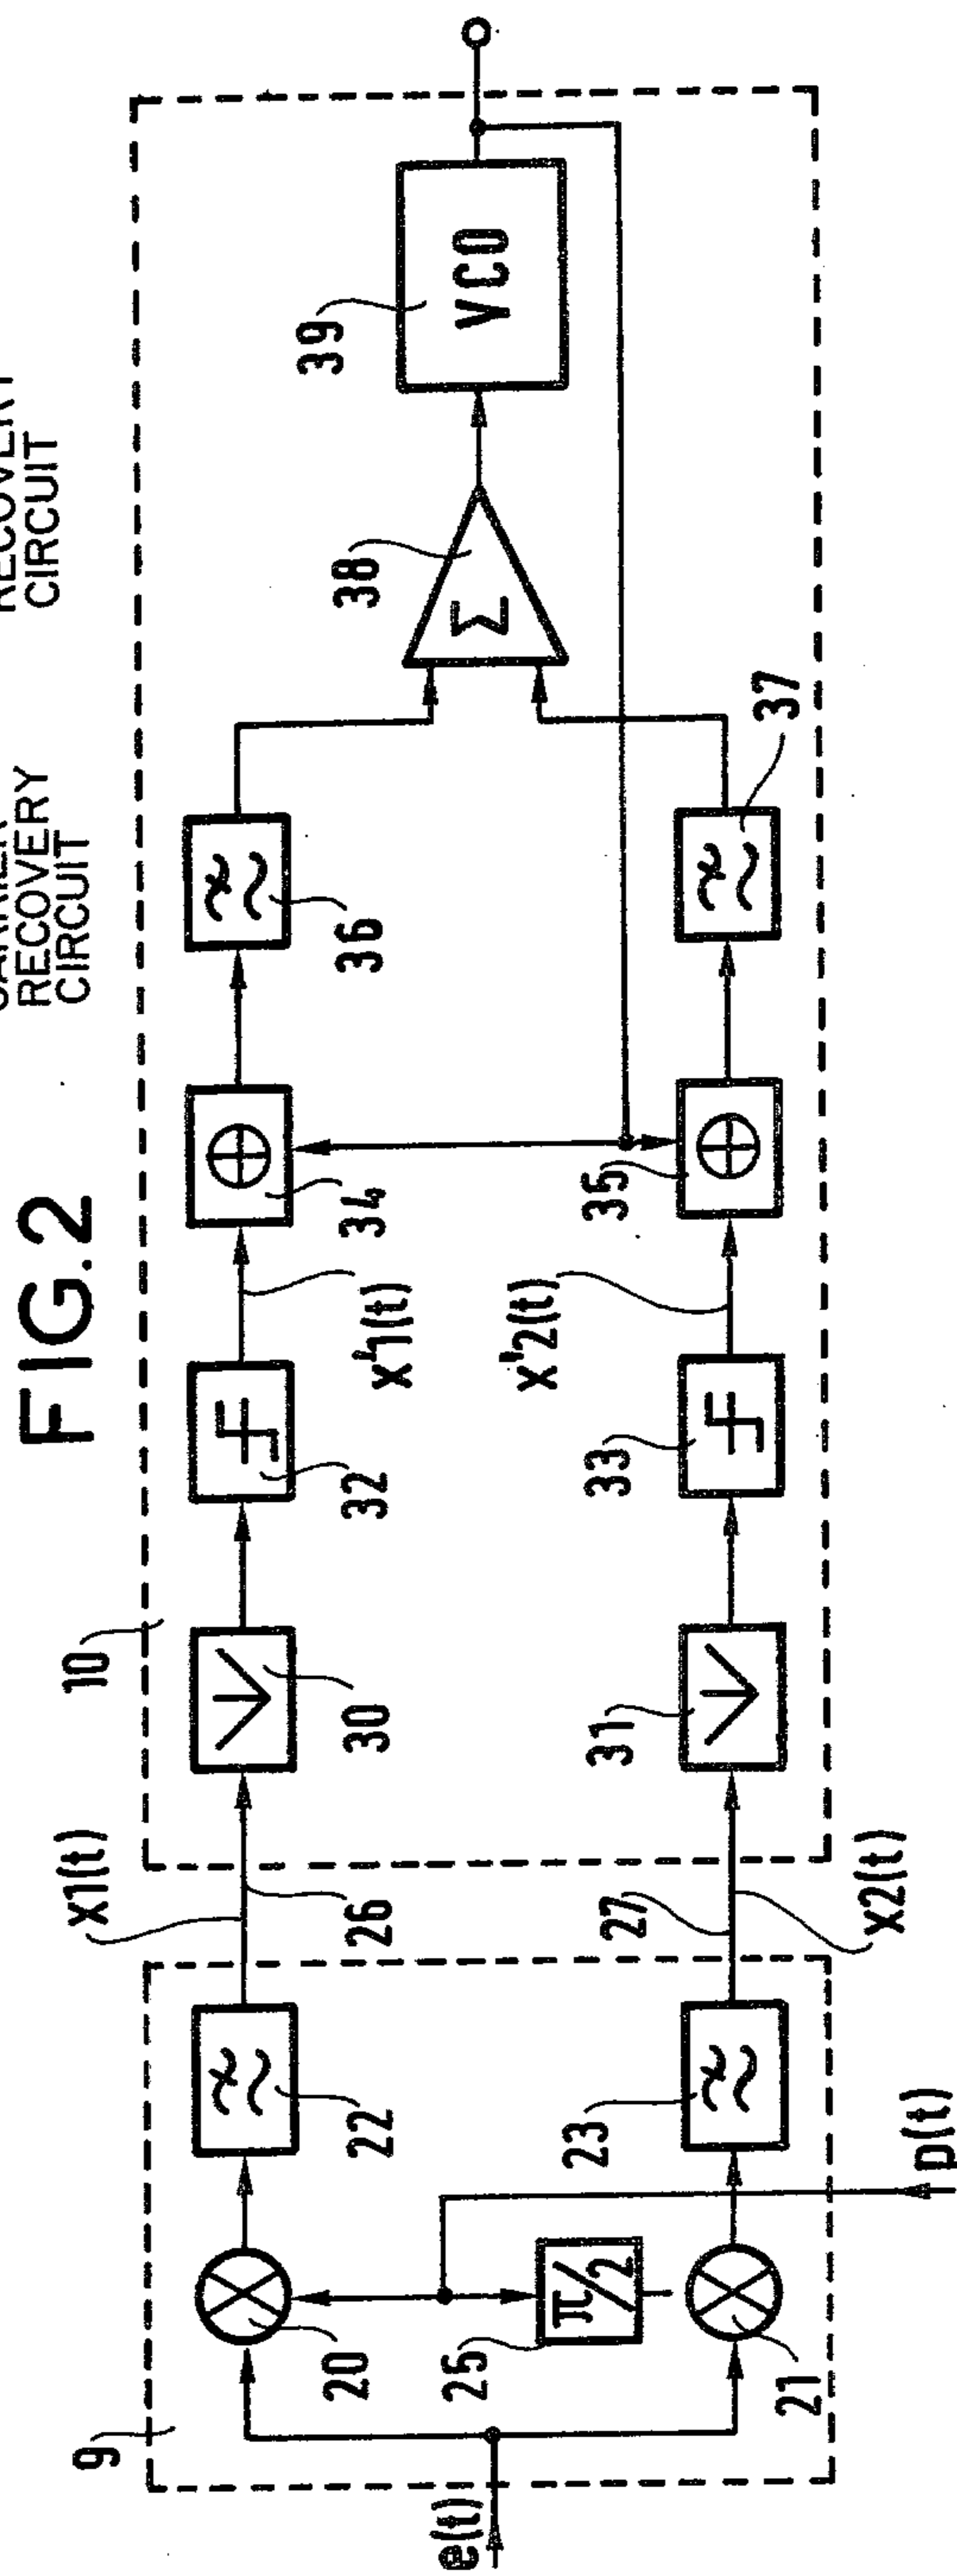 RECOVERY
CIRCUIT
CARRIER
RECOVERY
CIRCUIT
FIG.2
e(t)
9
20
21
25
π/2
p(t)
22
23
X1(t)
26
27
X2(t)
10
30
31
32
33
x'1(t)
x'2(t)
34
35
36
37
38
Σ
39
VCO